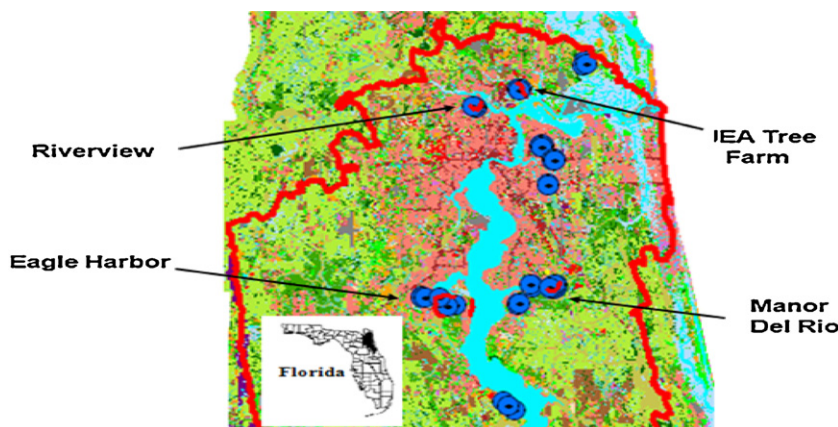 Riverview
JEA Tree
Farm
Eagle Harbor
Manor
Del Rio
Florida